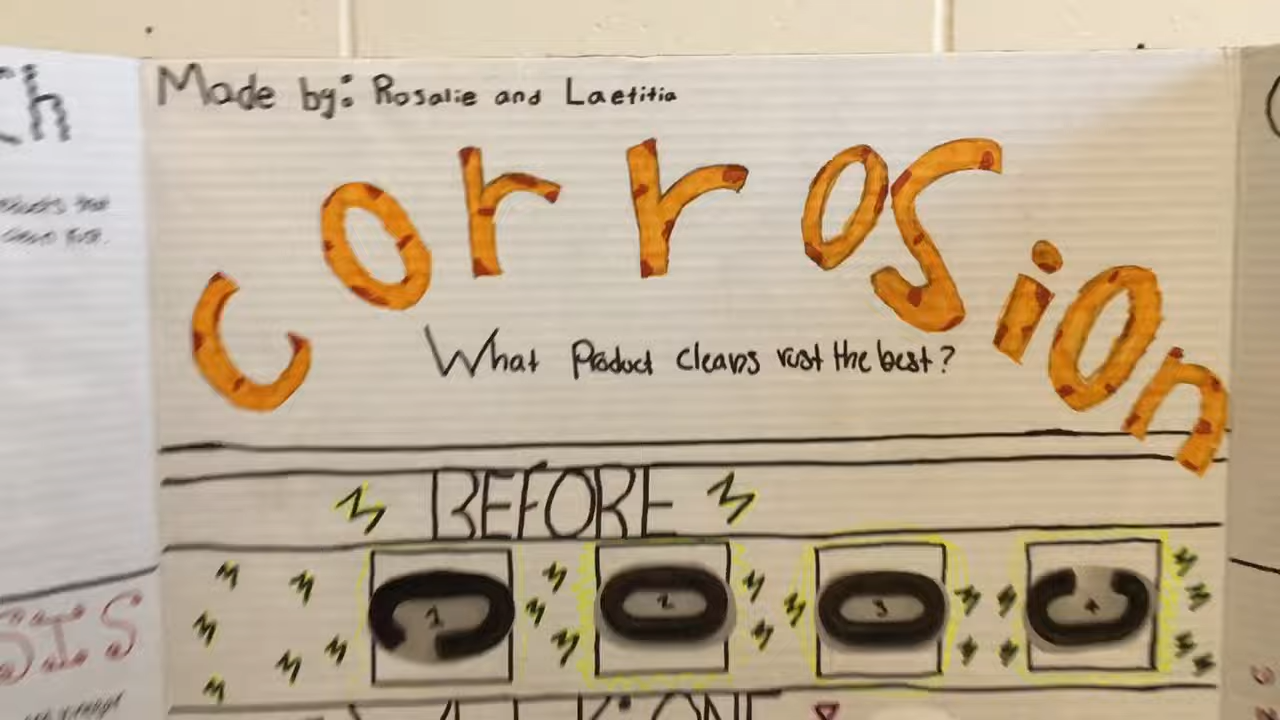 Made by: Rosalie and Laetitia
corrosion
What Product cleans rust the best?
BEFORE
1
2
3
4